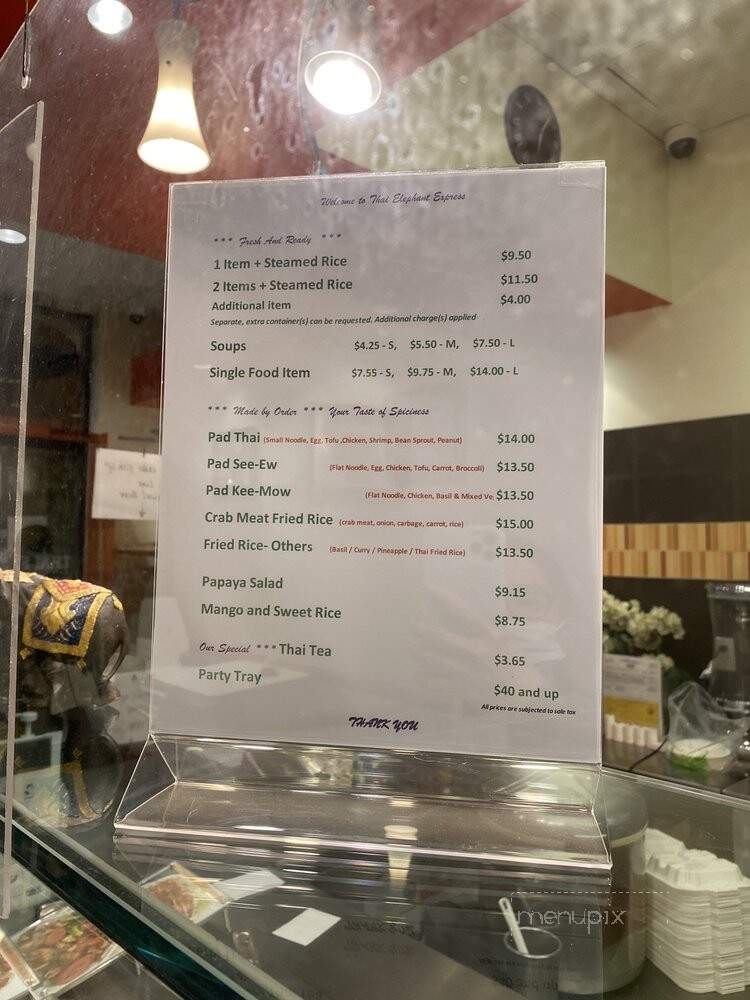 Welcome to Thai Elephant Express
*** Fresh And Ready ***
1 Item + Steamed Rice $9.50
2 Items + Steamed Rice $11.50
Additional item $4.00
Separate, extra container(s) can be requested. Additional charge(s) applied
Soups $4.25 - S, $5.50 - M, $7.50 - L
Single Food Item $7.55 - S, $9.75 - M, $14.00 - L
*** Made by Order *** Your Taste of Spiciness
Pad Thai (Small Noodle, Egg, Tofu ,Chicken, Shrimp, Bean Sprout, Peanut) $14.00
Pad See-Ew (Flat Noodle, Egg, Chicken, Tofu, Carrot, Broccoli) $13.50
Pad Kee-Mow (Flat Noodle, Chicken, Basil & Mixed Ve $13.50
Crab Meat Fried Rice (crab meat, onion, carbage, carrot, rice) $15.00
Fried Rice- Others (Basil / Curry / Pineapple / Thai Fried Rice) $13.50
Papaya Salad $9.15
Mango and Sweet Rice $8.75
Our Special *** Thai Tea $3.65
Party Tray $40 and up
All prices are subjected to sale tax
THANK YOU
menupix